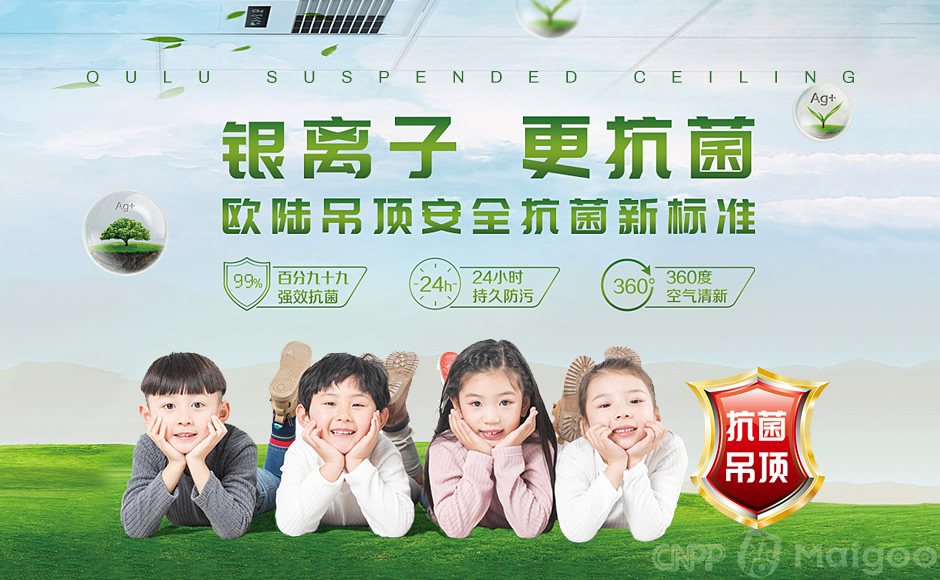 OULU SUSPENDED CEILING
Ag+
银离子 更抗菌
Ag+
欧陆吊顶安全抗菌新标准
99%
百分九十九
强效抗菌
24h
24小时
持久防污
360°
360度
空气清新
抗菌
吊顶
CNPP Maigoo